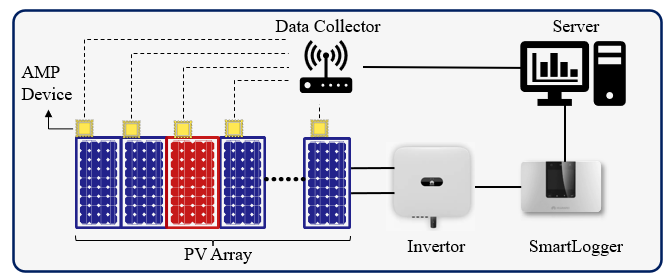 Data Collector
Server
AMP
Device
PV Array
Invertor
SmartLogger